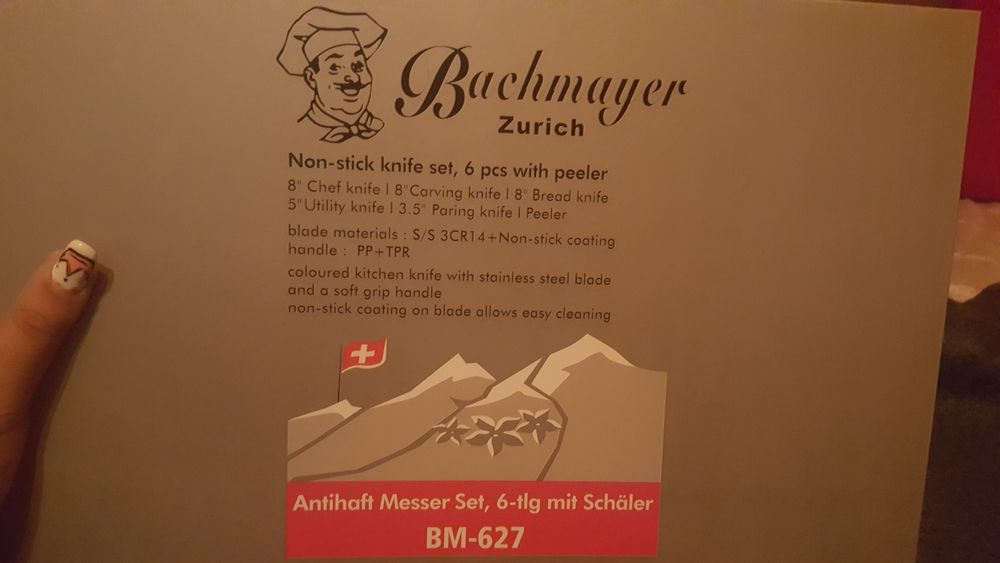 Bachmayer
Zurich
Non-stick knife set, 6 pcs with peeler
8" Chef knife | 8"Carving knife | 8" Bread knife
5"Utility knife | 3.5" Paring knife | Peeler
blade materials : S/S 3CR14+Non-stick coating
handle : PP+TPR
coloured kitchen knife with stainless steel blade
and a soft grip handle
non-stick coating on blade allows easy cleaning
Antihaft Messer Set, 6-tlg mit Schäler
BM-627